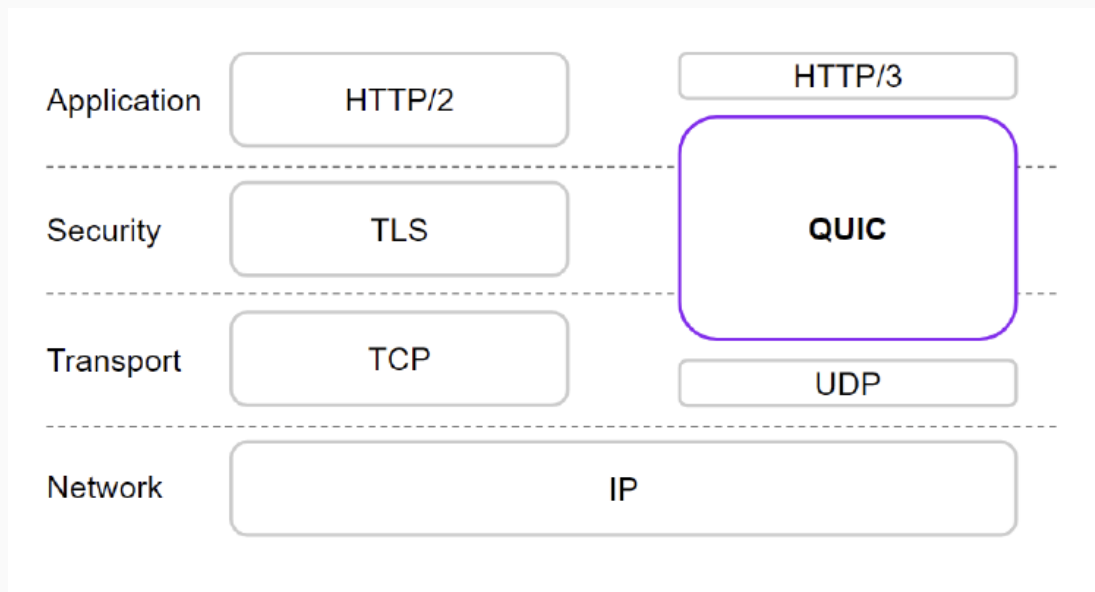 Application
HTTP/2
HTTP/3
Security
TLS
QUIC
Transport
TCP
UDP
Network
IP